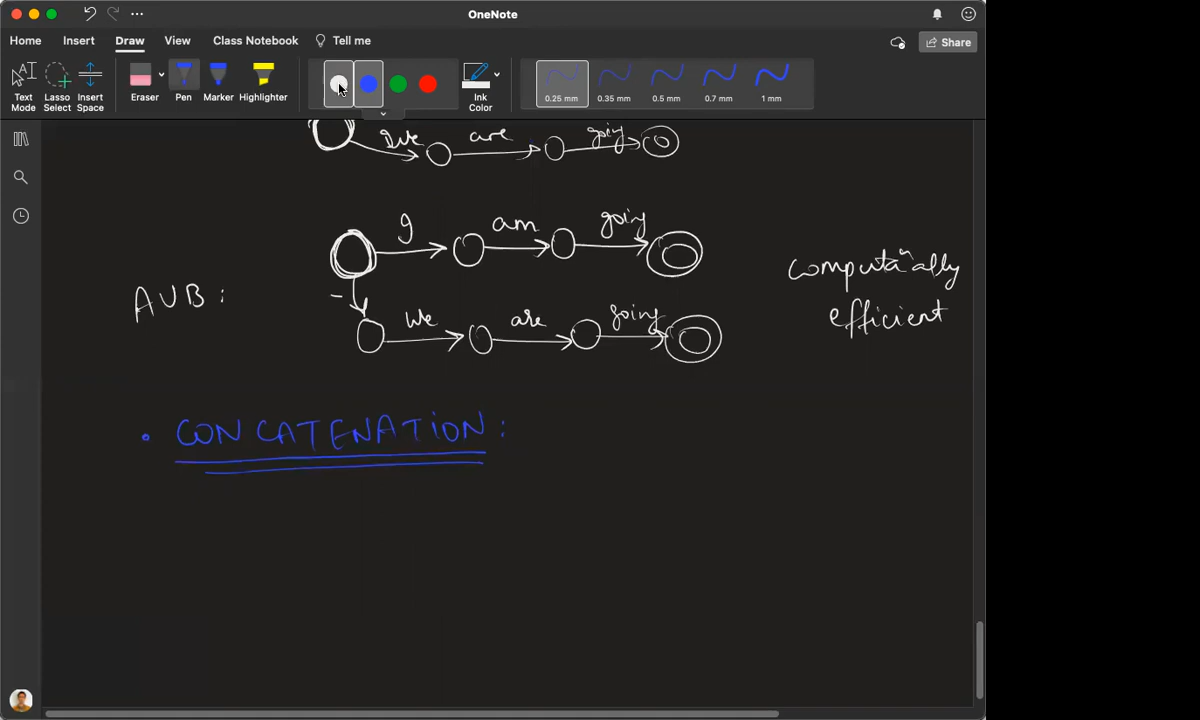 OneNote
Home Insert Draw View Class Notebook Tell me
Share
Text Mode
Lasso Select
Insert Space
Eraser
Pen
Marker
Highlighter
Ink Color
0.25 mm
0.35 mm
0.5 mm
0.7 mm
1 mm
are going
am going
AUB:
we are going
computaⁿally
efficient
• CONCATENATION: